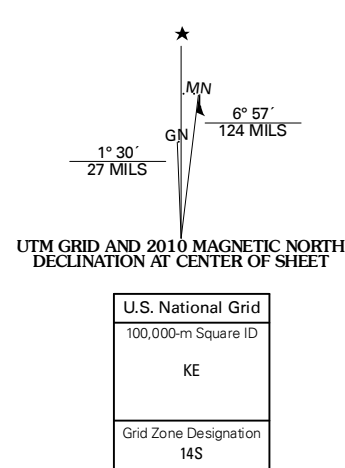 ★
MN
6° 57´
124 MILS
GN
1° 30´
27 MILS
UTM GRID AND 2010 MAGNETIC NORTH
DECLINATION AT CENTER OF SHEET
U.S. National Grid
100,000-m Square ID
KE
Grid Zone Designation
14S